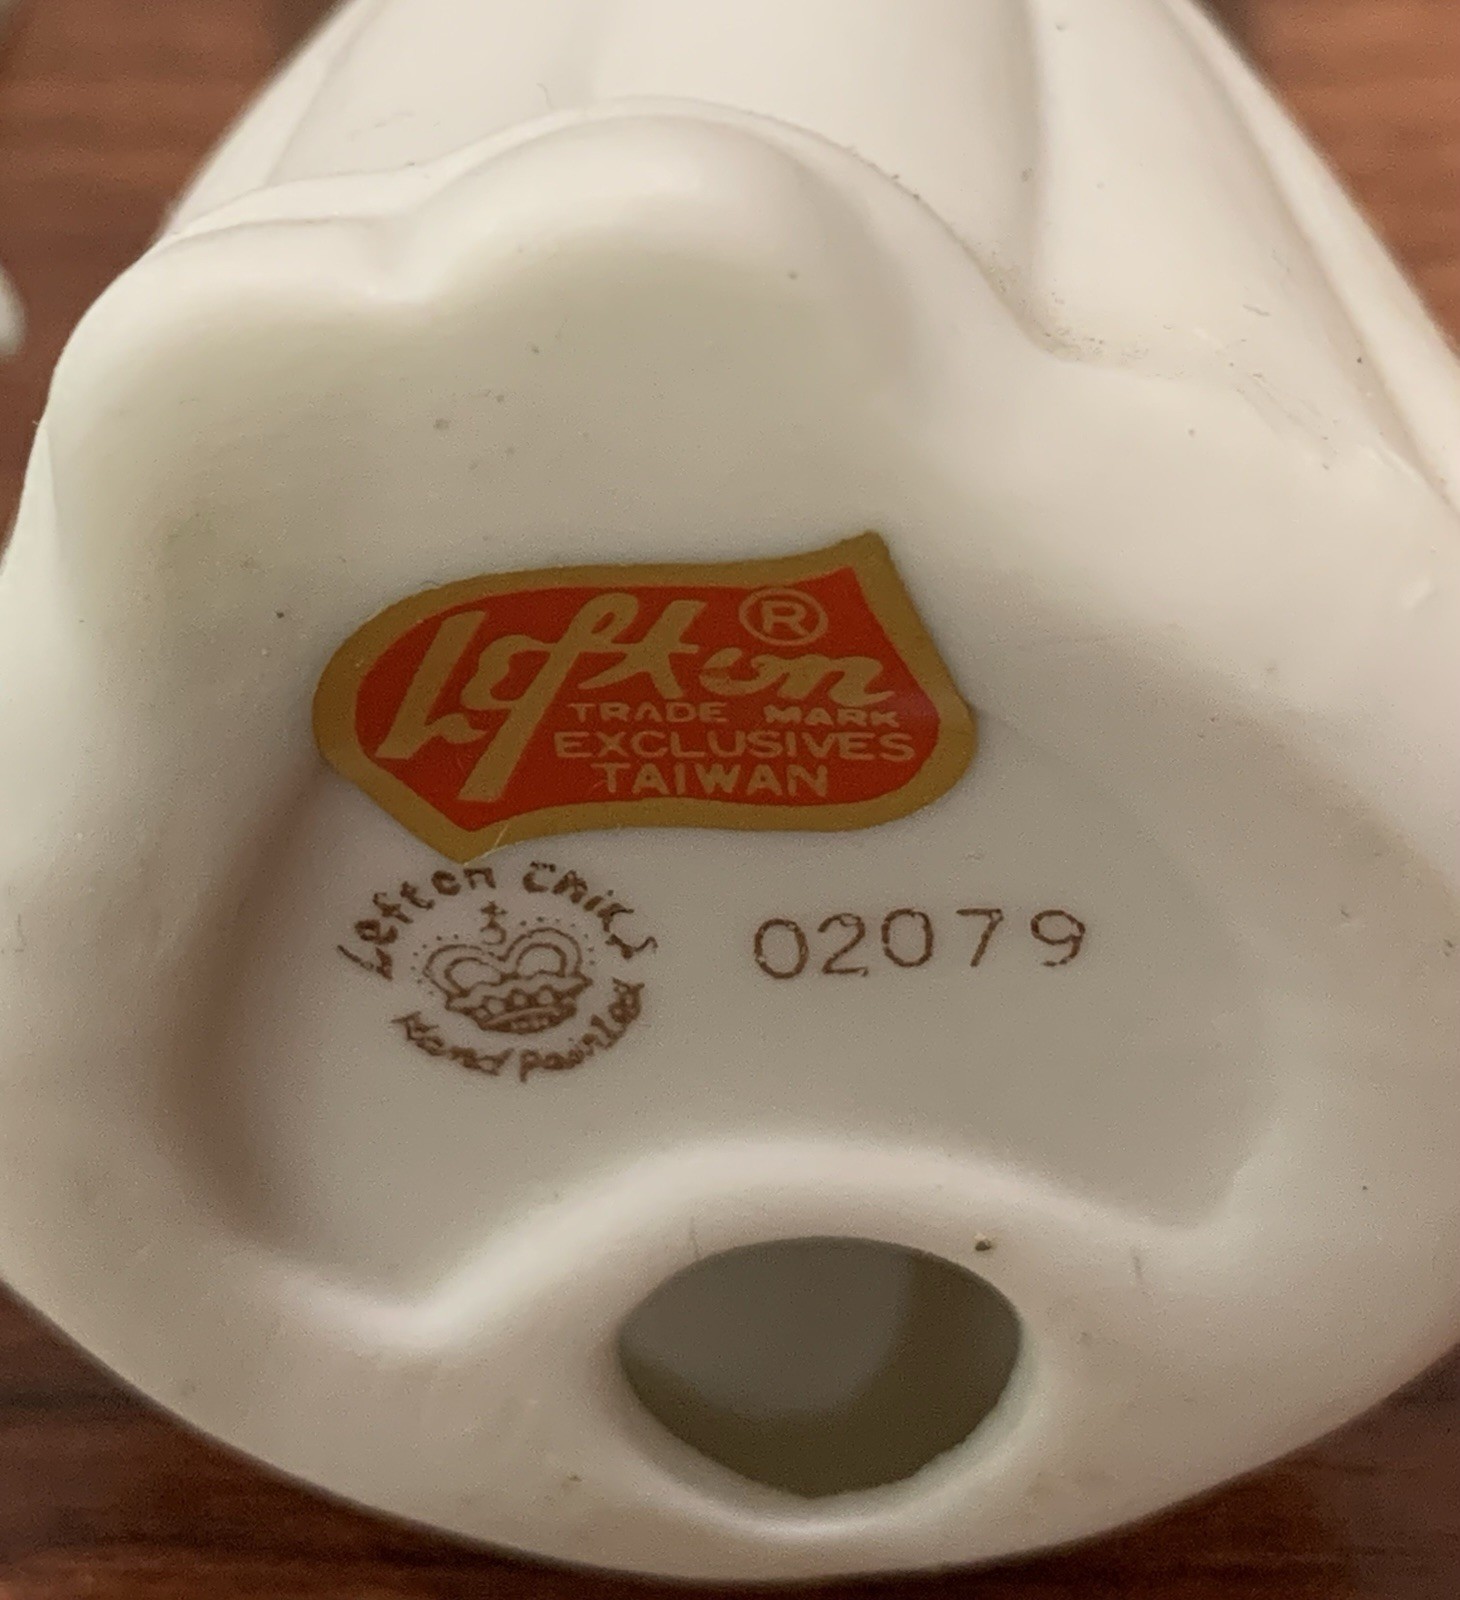 Lefton ®
TRADE MARK
EXCLUSIVES
TAIWAN
Lefton China
Hand painted
02079